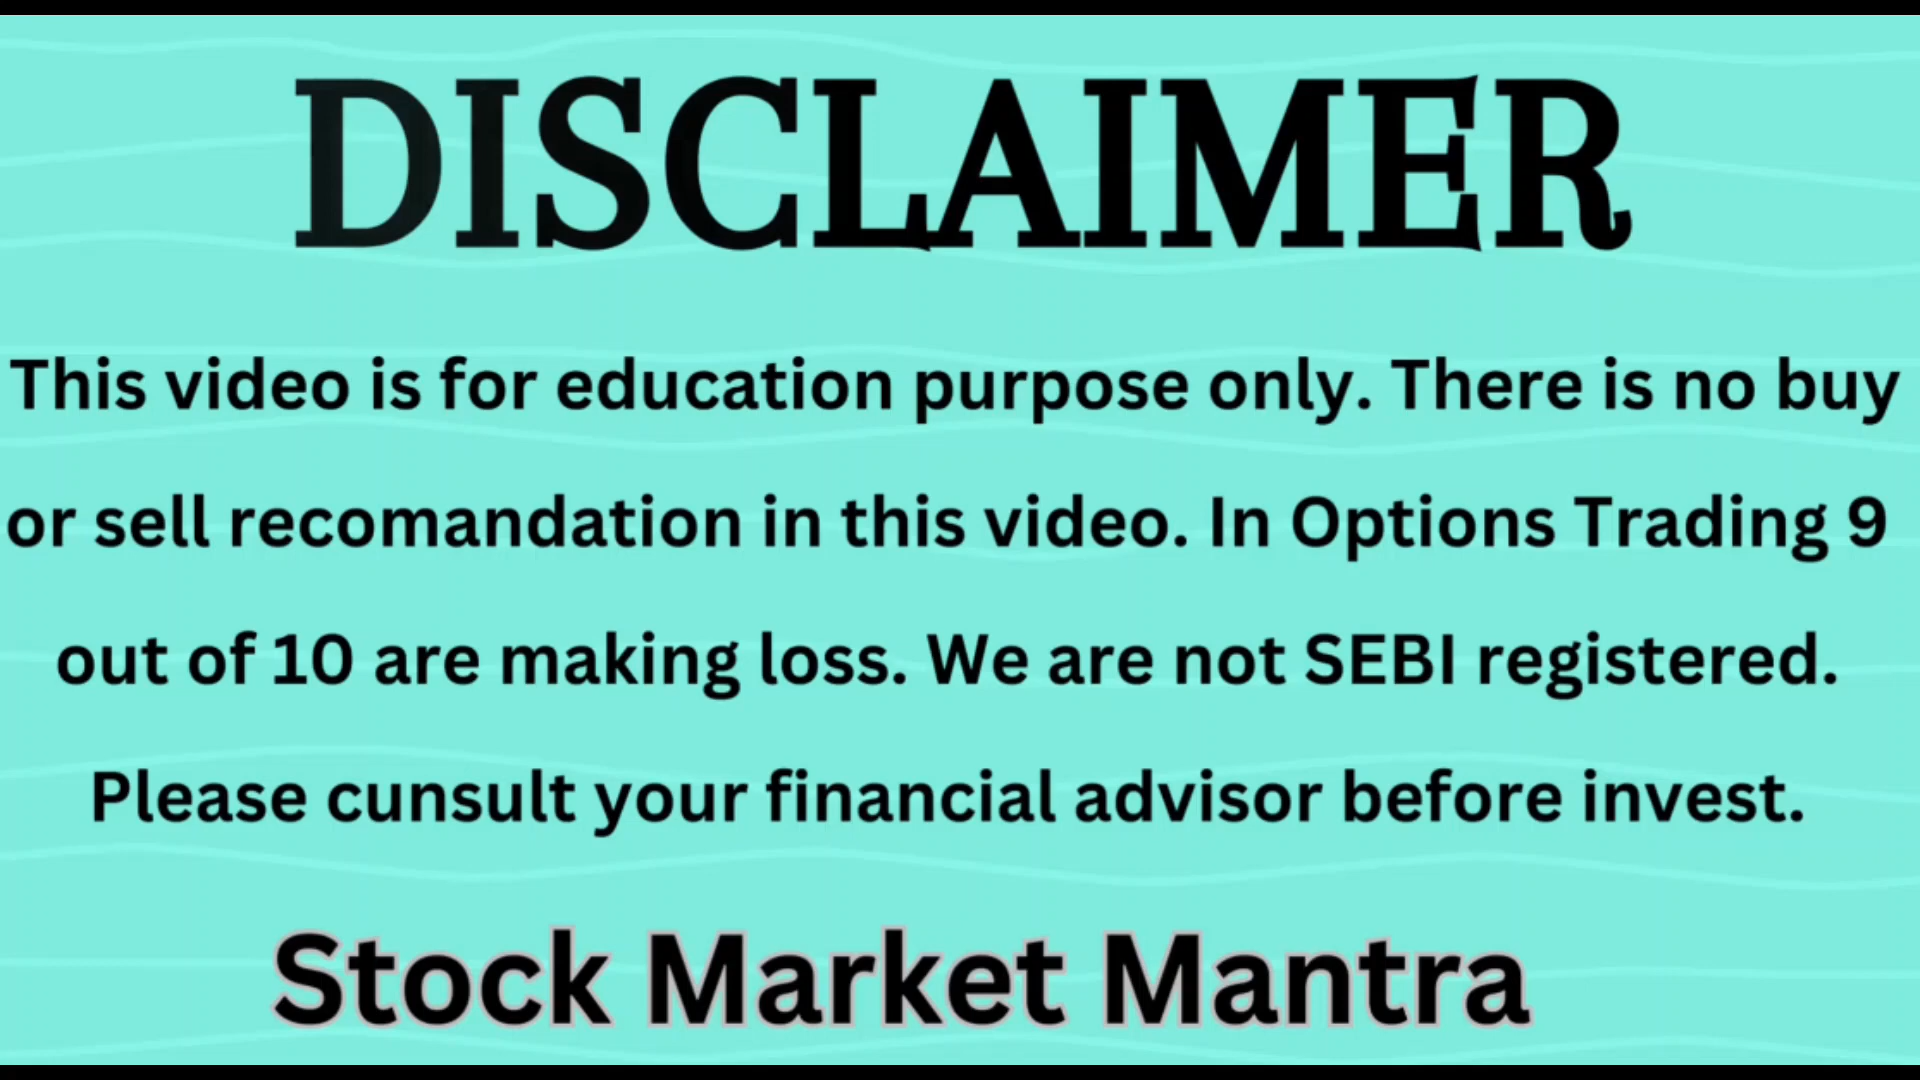 DISCLAIMER
This video is for education purpose only. There is no buy
or sell recomandation in this video. In Options Trading 9
out of 10 are making loss. We are not SEBI registered.
Please cunsult your financial advisor before invest.
Stock Market Mantra